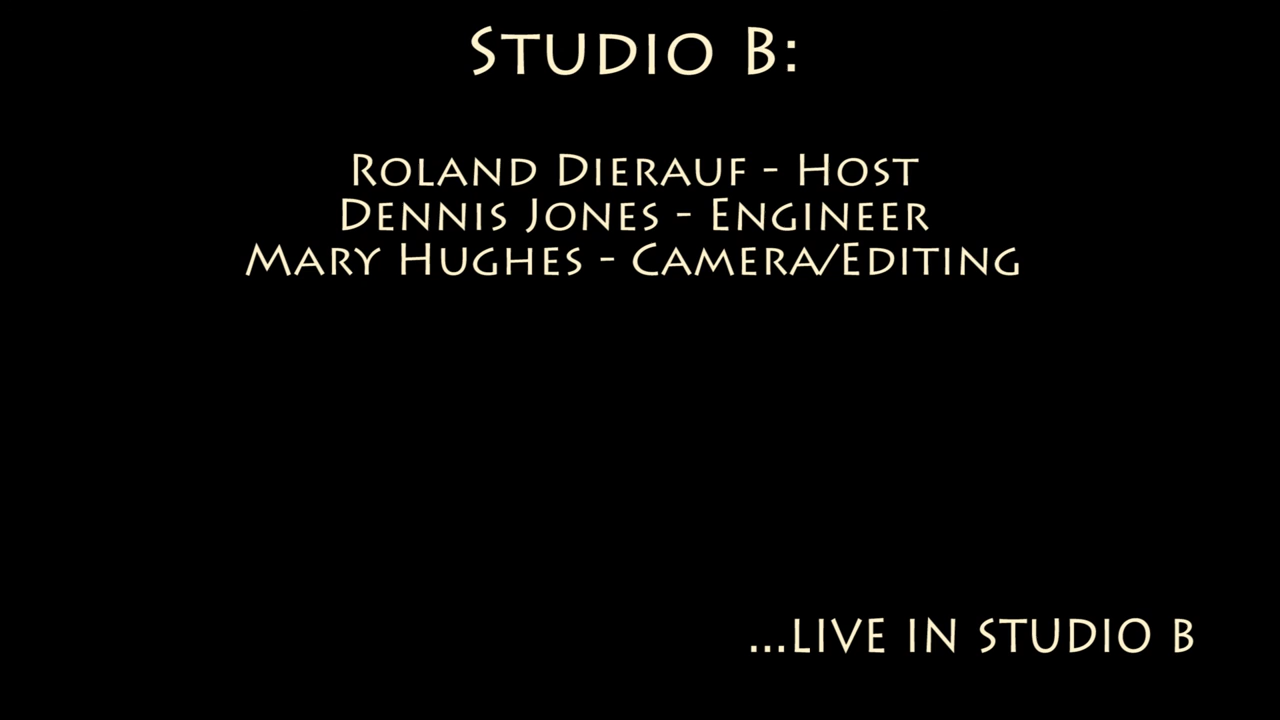 Studio B:
Roland Dierauf - Host
Dennis Jones - Engineer
Mary Hughes - Camera/Editing
...LIVE IN STUDIO B